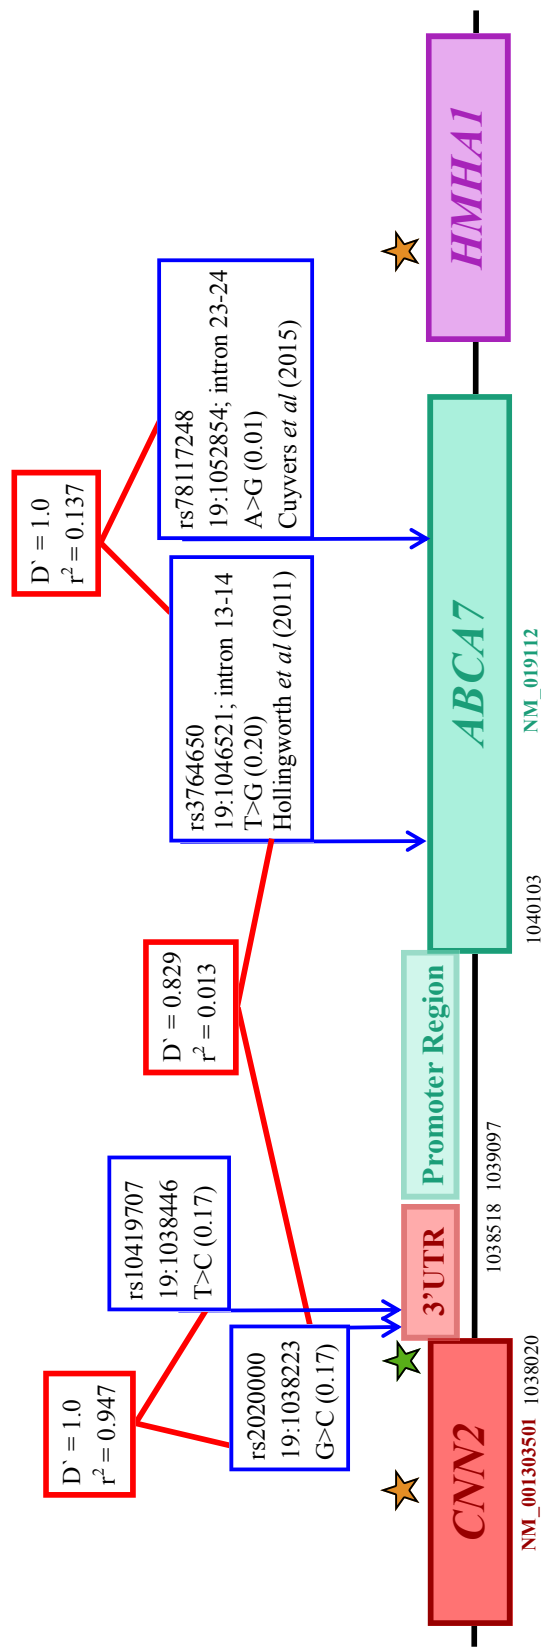 D` = 1.0
r² = 0.947
rs2020000
19:1038223
G>C (0.17)
rs10419707
19:1038446
T>C (0.17)
D` = 0.829
r² = 0.013
rs3764650
19:1046521; intron 13-14
T>G (0.20)
Hollingworth et al (2011)
D` = 1.0
r² = 0.137
rs78117248
19:1052854; intron 23-24
A>G (0.01)
Cuyvers et al (2015)
CNN2
3’UTR
Promoter Region
ABCA7
HMHA1
NM_001303501
1038020
1038518
1039097
1040103
NM_019112